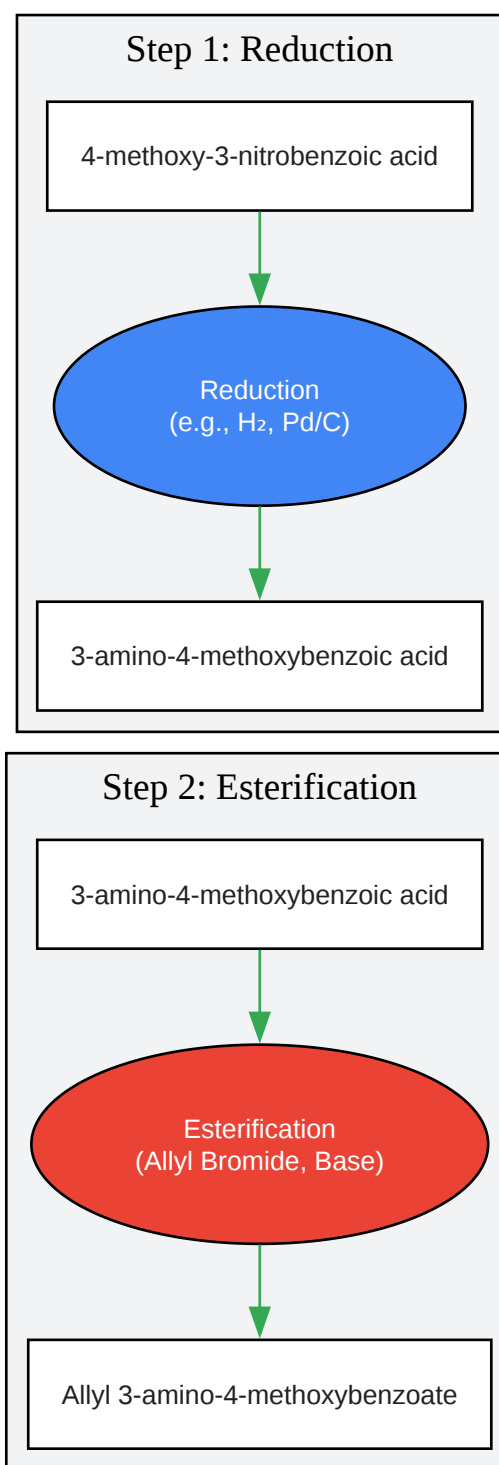 Step 1: Reduction
4-methoxy-3-nitrobenzoic acid
Reduction
(e.g., H₂, Pd/C)
3-amino-4-methoxybenzoic acid
Step 2: Esterification
3-amino-4-methoxybenzoic acid
Esterification
(Allyl Bromide, Base)
Allyl 3-amino-4-methoxybenzoate